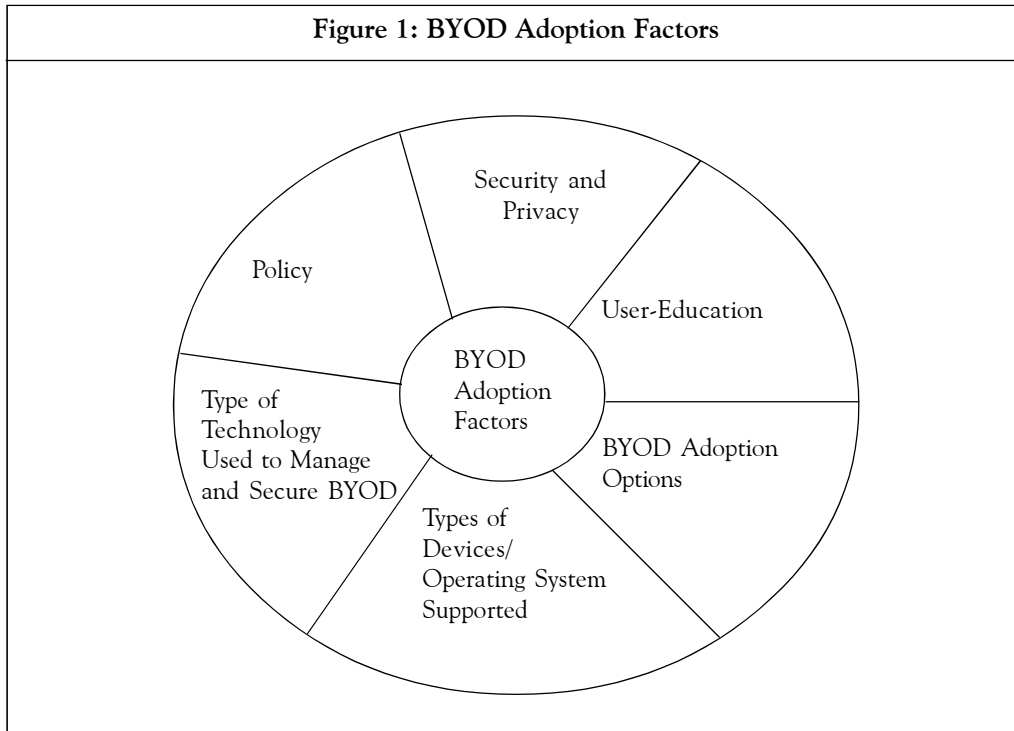 Figure 1: BYOD Adoption Factors
Security and
Privacy
Policy
User-Education
BYOD
Adoption
Factors
Type of
Technology
Used to Manage
and Secure BYOD
BYOD Adoption
Options
Types of
Devices/
Operating System
Supported